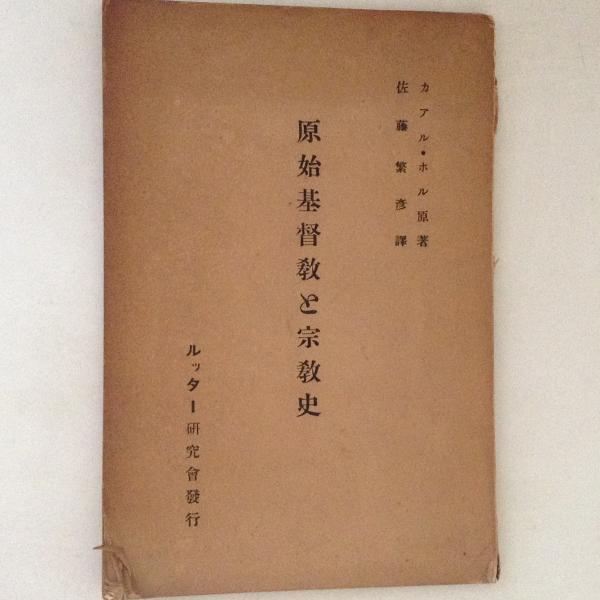 カアル・ホル原著
佐藤繁彦譯
原始基督教と宗教史
ルッター研究會發行